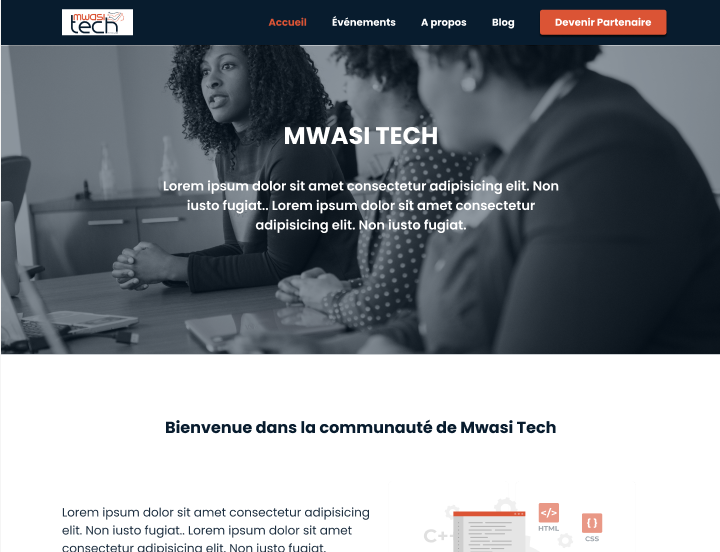 mwasi
tech
Accueil
Événements
A propos
Blog
Devenir Partenaire
MWASI TECH
Lorem ipsum dolor sit amet consectetur adipisicing elit. Non
iusto fugiat.. Lorem ipsum dolor sit amet consectetur
adipisicing elit. Non iusto fugiat.
Bienvenue dans la communauté de Mwasi Tech
Lorem ipsum dolor sit amet consectetur adipisicing
elit. Non iusto fugiat.. Lorem ipsum dolor sit amet
consectetur adipisicing elit. Non iusto fugiat.
C++
</>
HTML
{ }
CSS